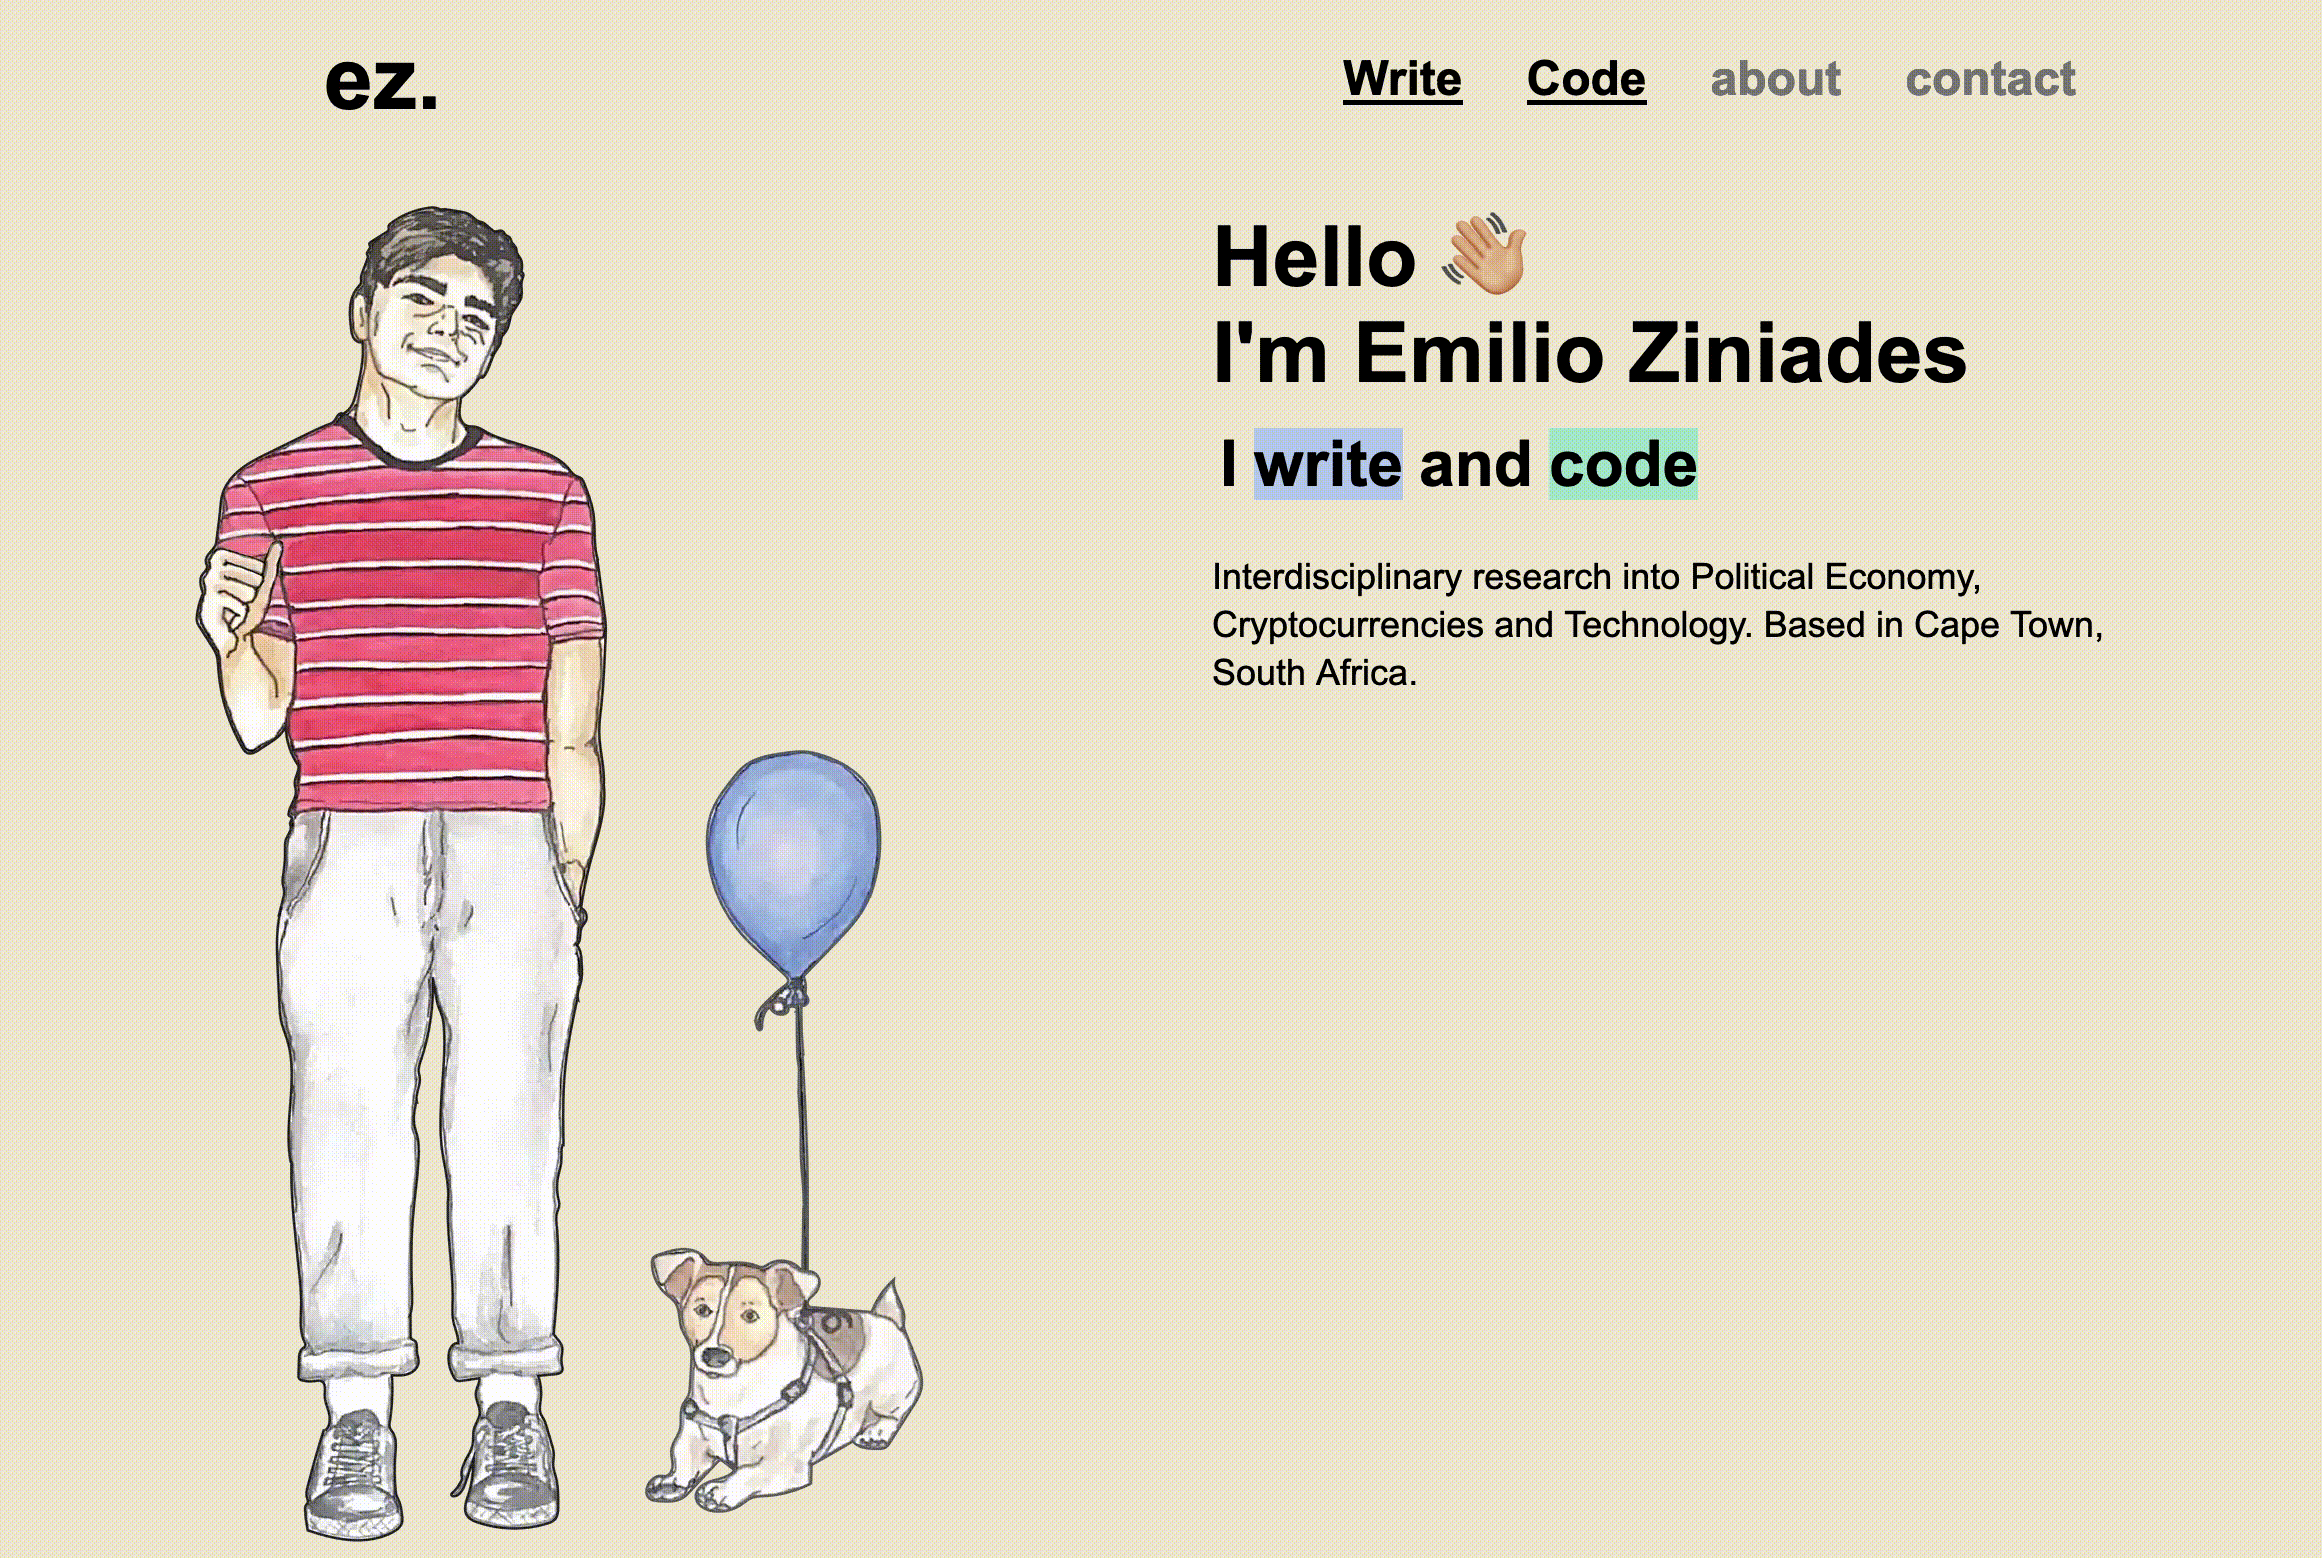 ez.
Write Code about contact
Hello 👋
I'm Emilio Ziniades
I write and code
Interdisciplinary research into Political Economy,
Cryptocurrencies and Technology. Based in Cape Town,
South Africa.